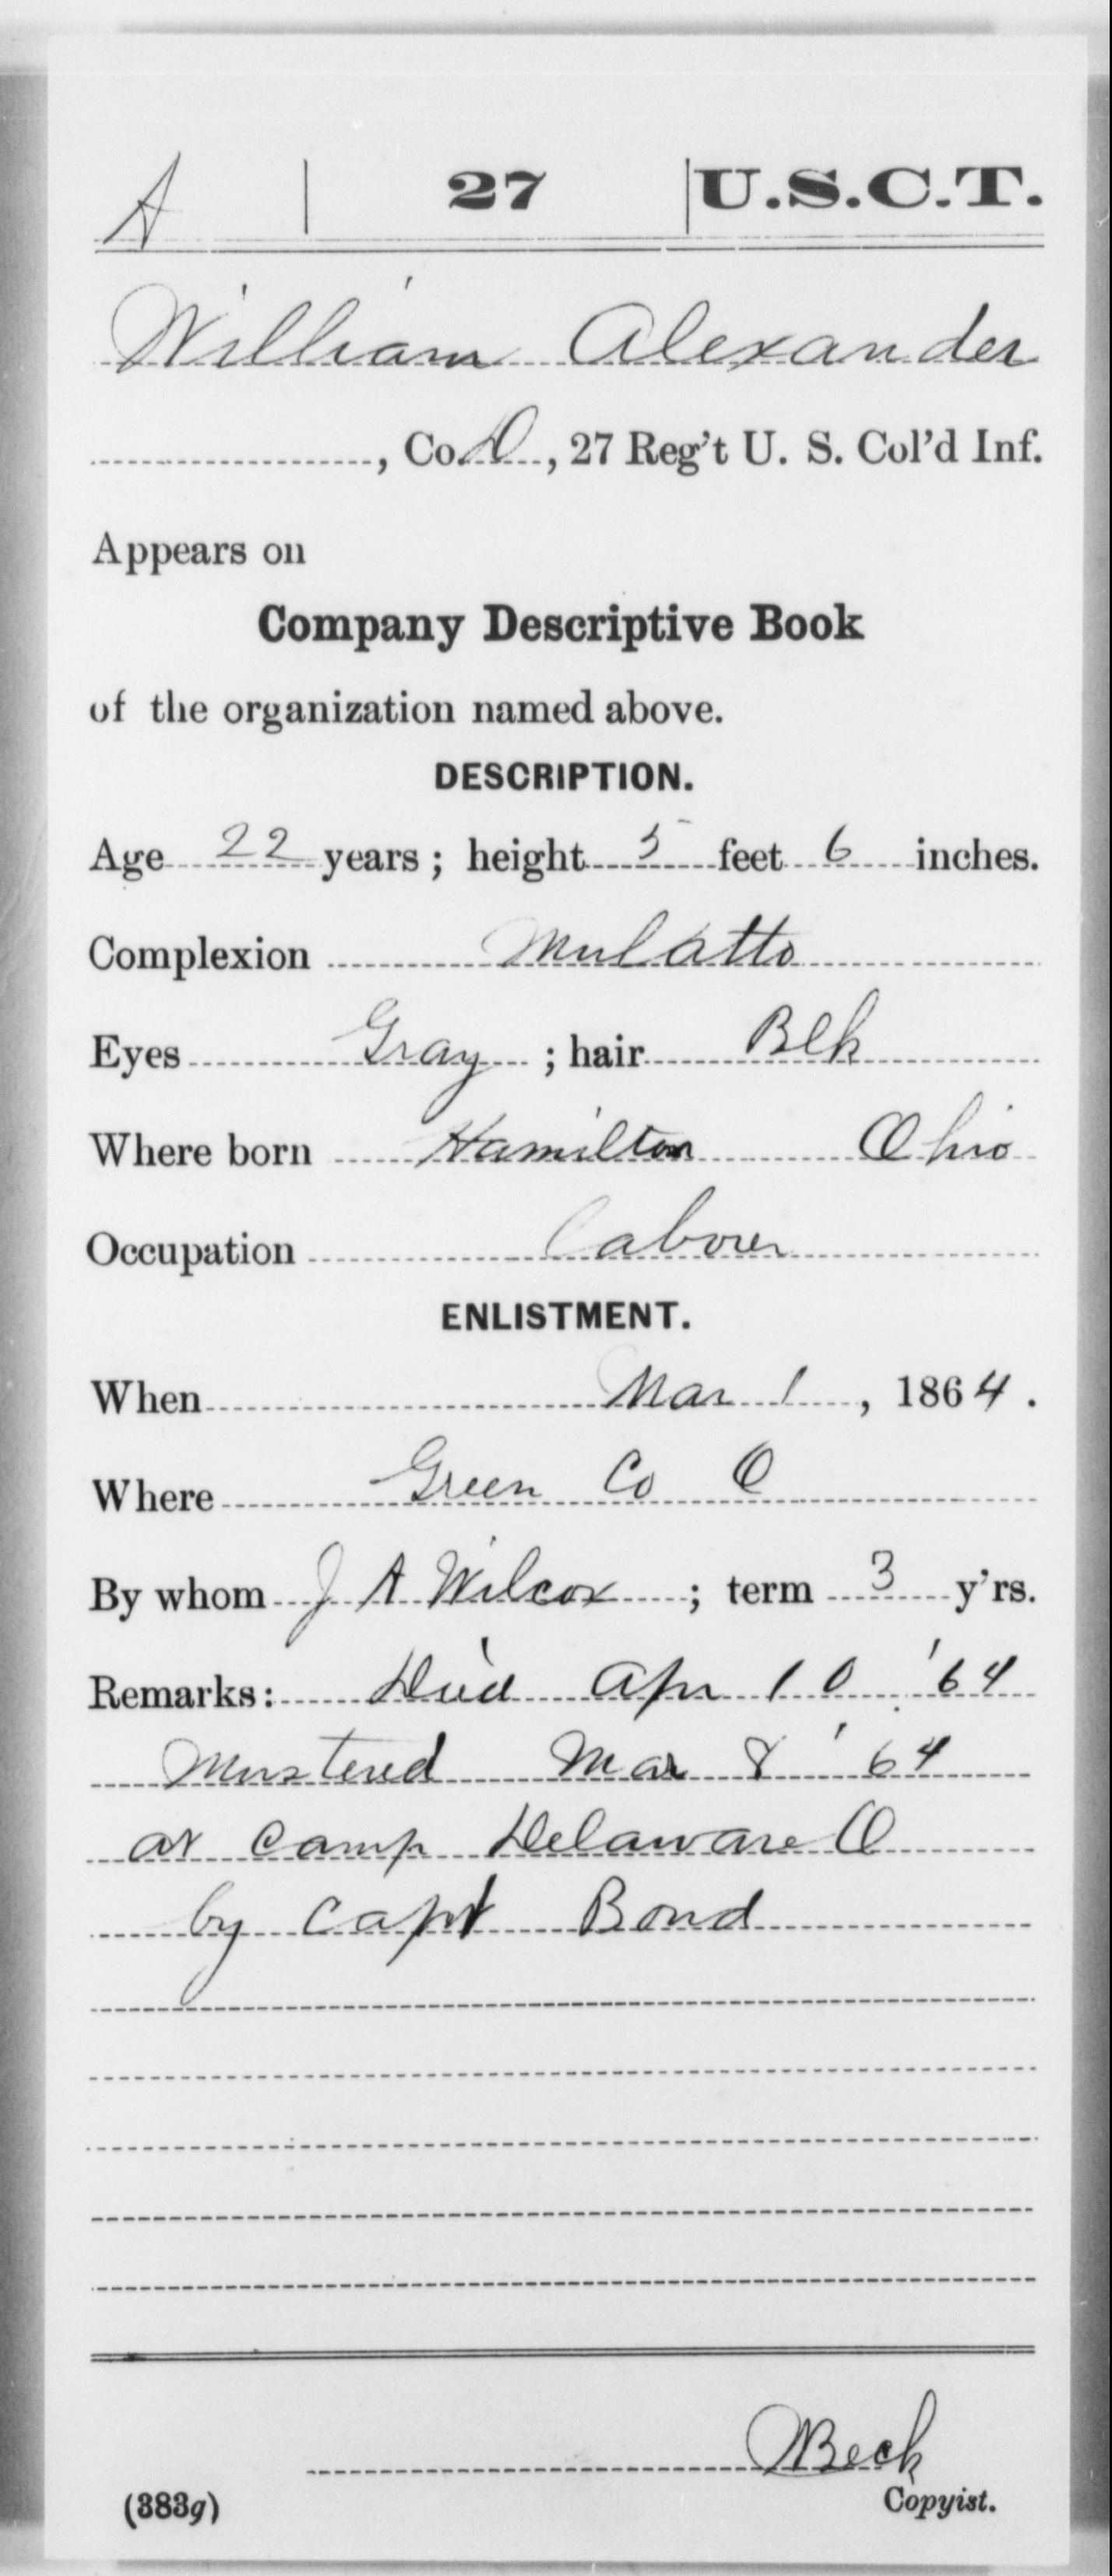 A | 27 | U.S.C.T.
William Alexander
, Co. D, 27 Reg't U. S. Col'd Inf.
Appears on
Company Descriptive Book
of the organization named above.
DESCRIPTION.
Age 22 years; height 5 feet 6 inches.
Complexion Mulatto
Eyes Gray ; hair Blk
Where born Hamilton Ohio
Occupation Labourer
ENLISTMENT.
When Mar 1, 1864.
Where Green Co O
By whom J A Wilcox ; term 3 y'rs.
Remarks: Died Apr 10 '64
Mustered Mar 8 '64
at Camp Delaware O
by Capt Bond
Beck
(383g) Copyist.